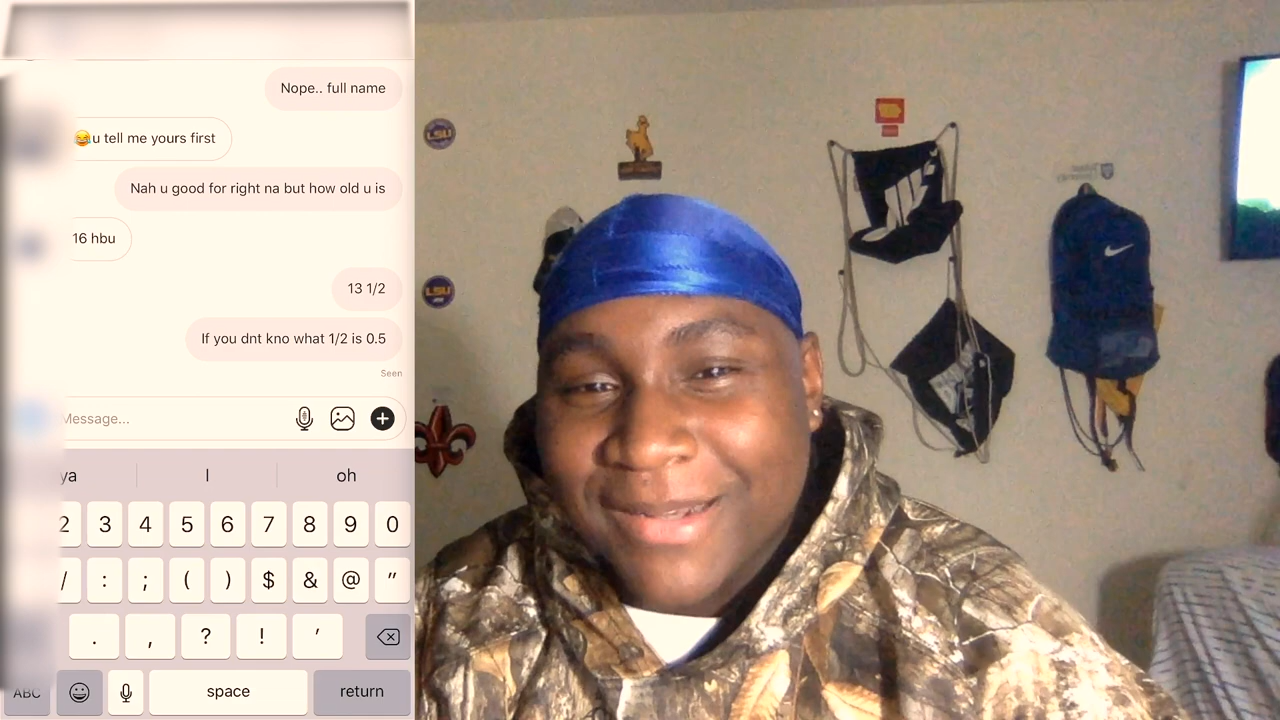 Nope.. full name
😂u tell me yours first
Nah u good for right na but how old u is
16 hbu
13 1/2
If you dnt kno what 1/2 is 0.5
Seen
Message...
ya
I
oh
2 3 4 5 6 7 8 9 0
/ : ; ( ) $ & @ "
. , ? ! '
ABC
space
return
LSU
LSU